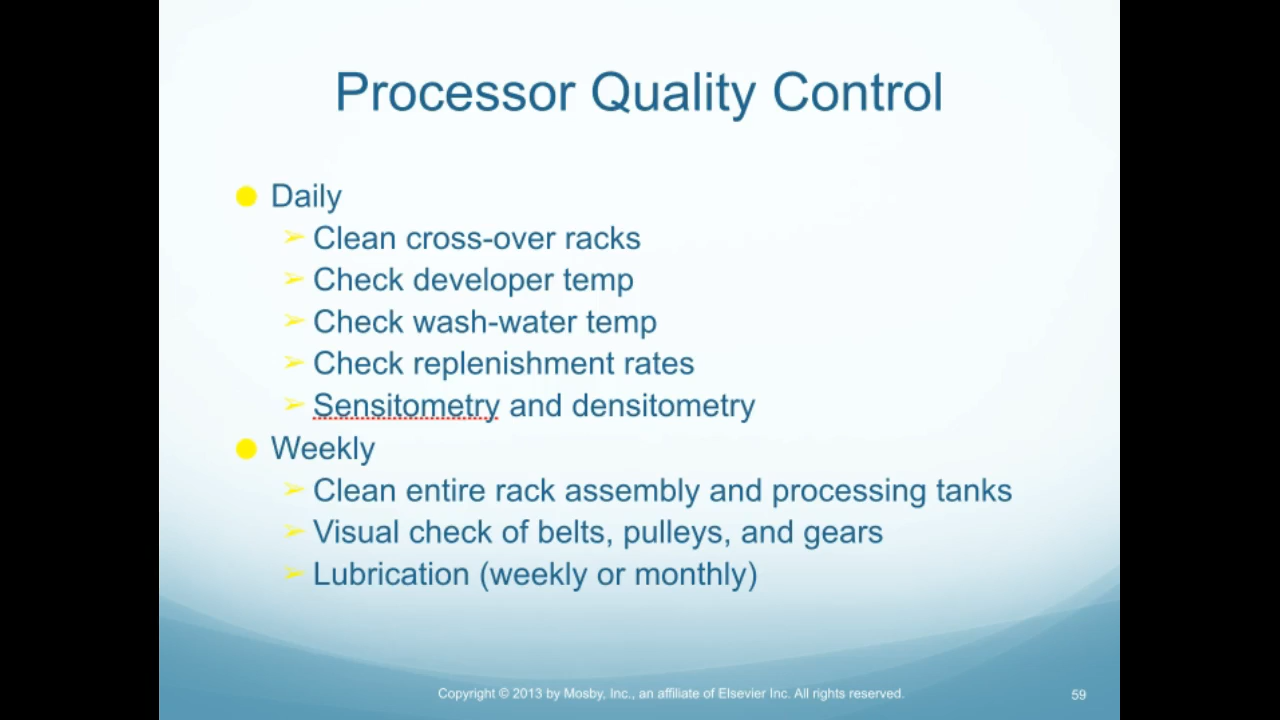 Processor Quality Control
Daily
Clean cross-over racks
Check developer temp
Check wash-water temp
Check replenishment rates
Sensitometry and densitometry
Weekly
Clean entire rack assembly and processing tanks
Visual check of belts, pulleys, and gears
Lubrication (weekly or monthly)
Copyright © 2013 by Mosby, Inc., an affiliate of Elsevier Inc. All rights reserved.
59